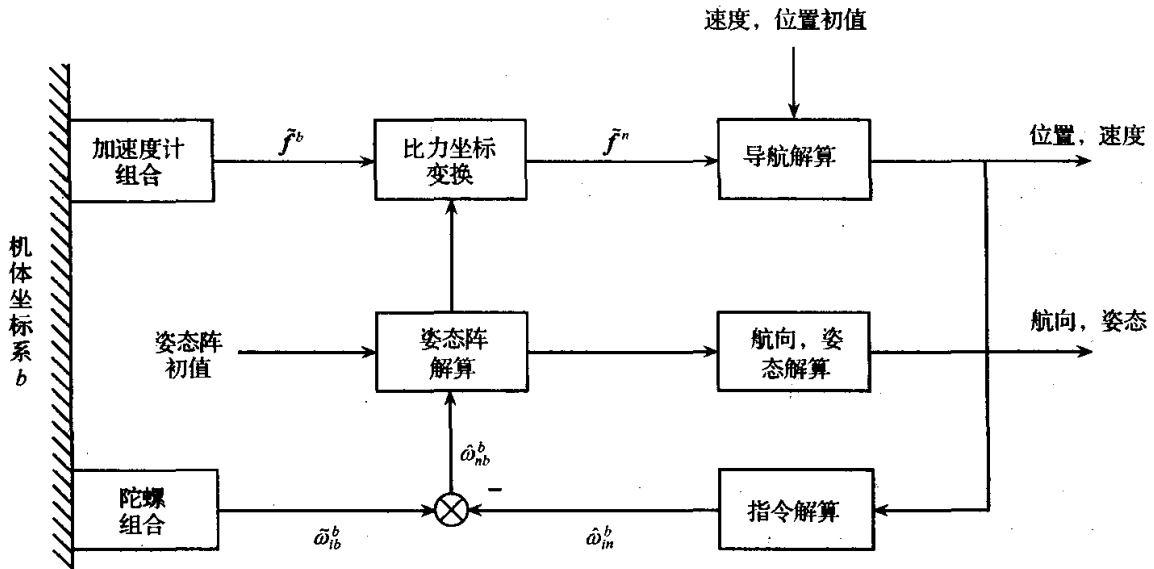 速度，位置初值
加速度计
组合
f̃ᵇ
比力坐标
变换
f̃ⁿ
导航解算
位置，速度
机体坐标系b
姿态阵
初值
姿态阵
解算
航向，姿
态解算
航向，姿态
ω̂ᵇₙb
−
陀螺
组合
ω̃ᵇᵢb
ω̂ᵇᵢₙ
指令解算